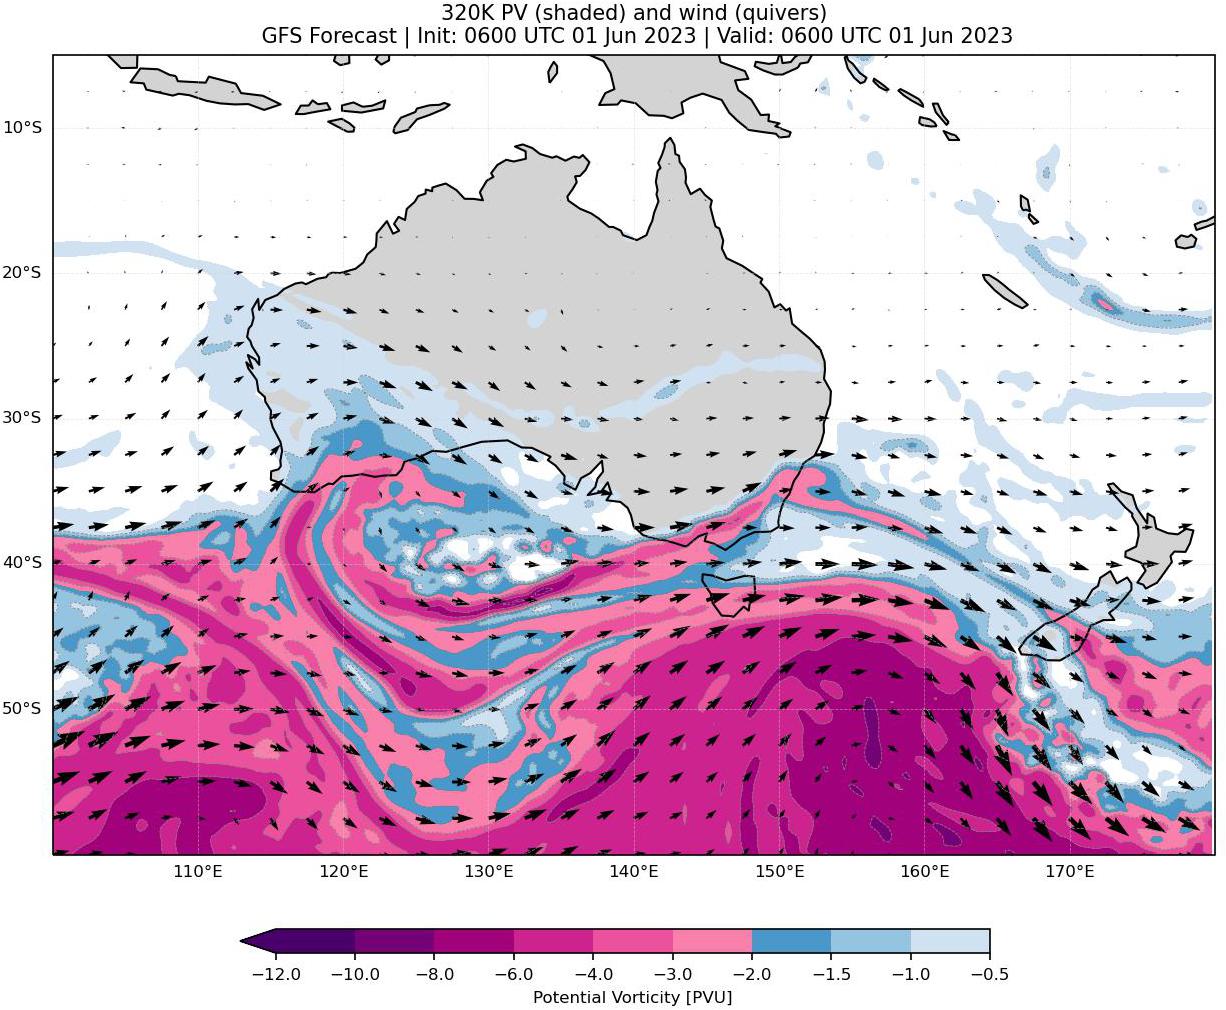 320K PV (shaded) and wind (quivers)
GFS Forecast | Init: 0600 UTC 01 Jun 2023 | Valid: 0600 UTC 01 Jun 2023
10°S
20°S
30°S
40°S
50°S
110°E 120°E 130°E 140°E 150°E 160°E 170°E
−12.0 −10.0 −8.0 −6.0 −4.0 −3.0 −2.0 −1.5 −1.0 −0.5
Potential Vorticity [PVU]